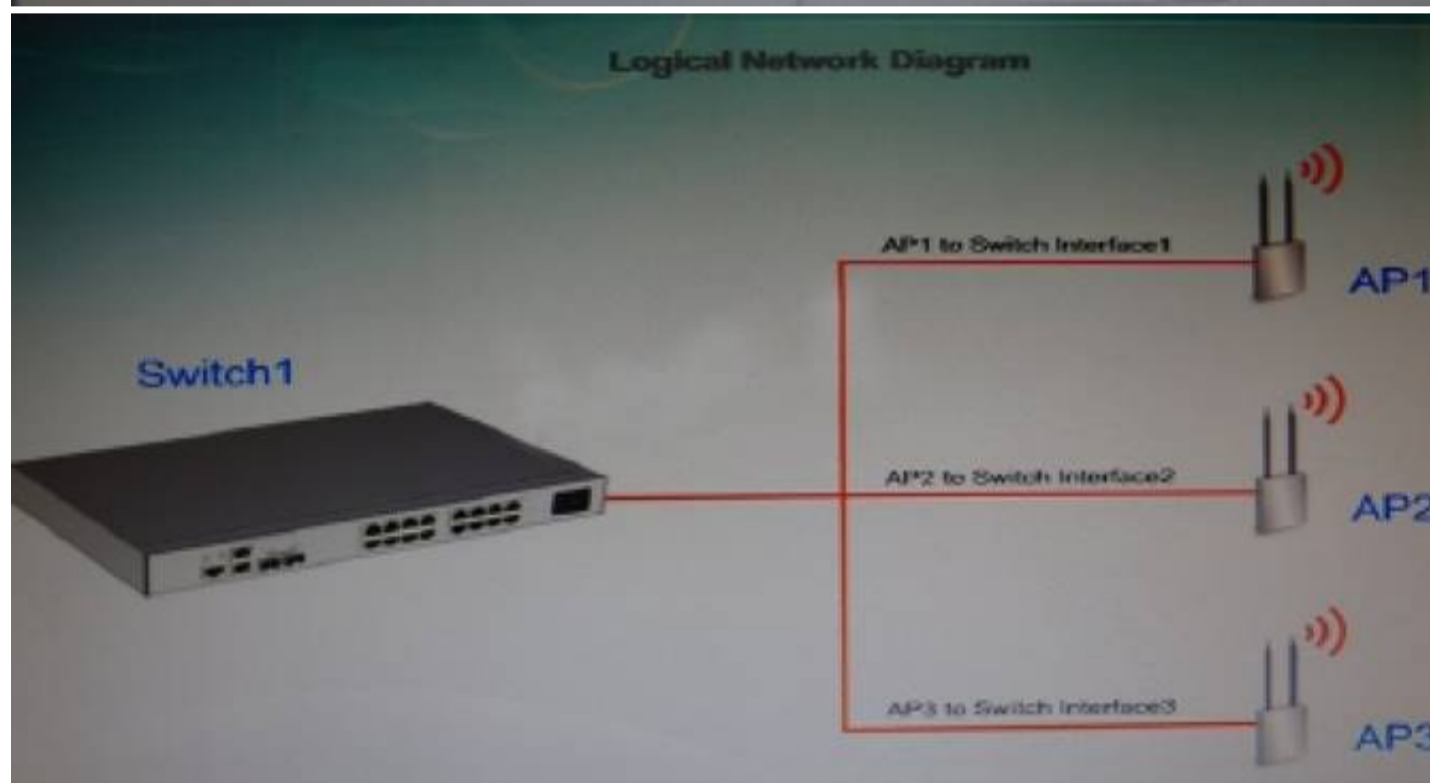 Logical Network Diagram
AP1 to Switch Interface1
AP1
Switch1
AP2 to Switch Interface2
AP2
AP3 to Switch Interface3
AP3